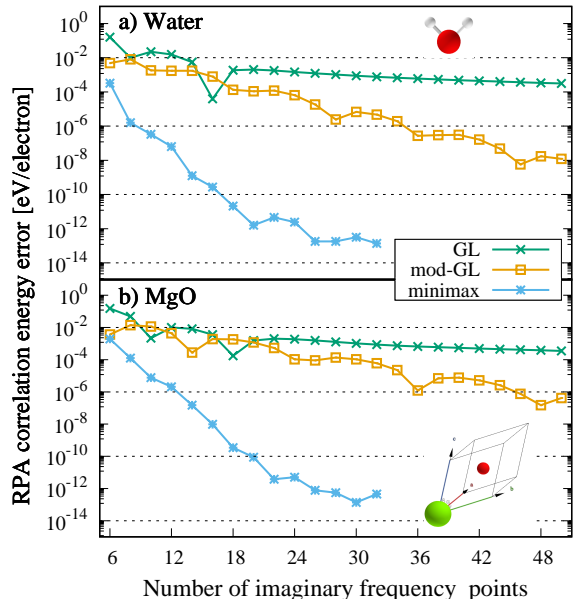 a) Water
10^0
10^-2
10^-4
10^-6
10^-8
10^-10
10^-12
10^-14
GL
mod-GL
minimax
b) MgO
10^0
10^-2
10^-4
10^-6
10^-8
10^-10
10^-12
10^-14
6 12 18 24 30 36 42 48
Number of imaginary frequency points
RPA correlation energy error [eV/electron]